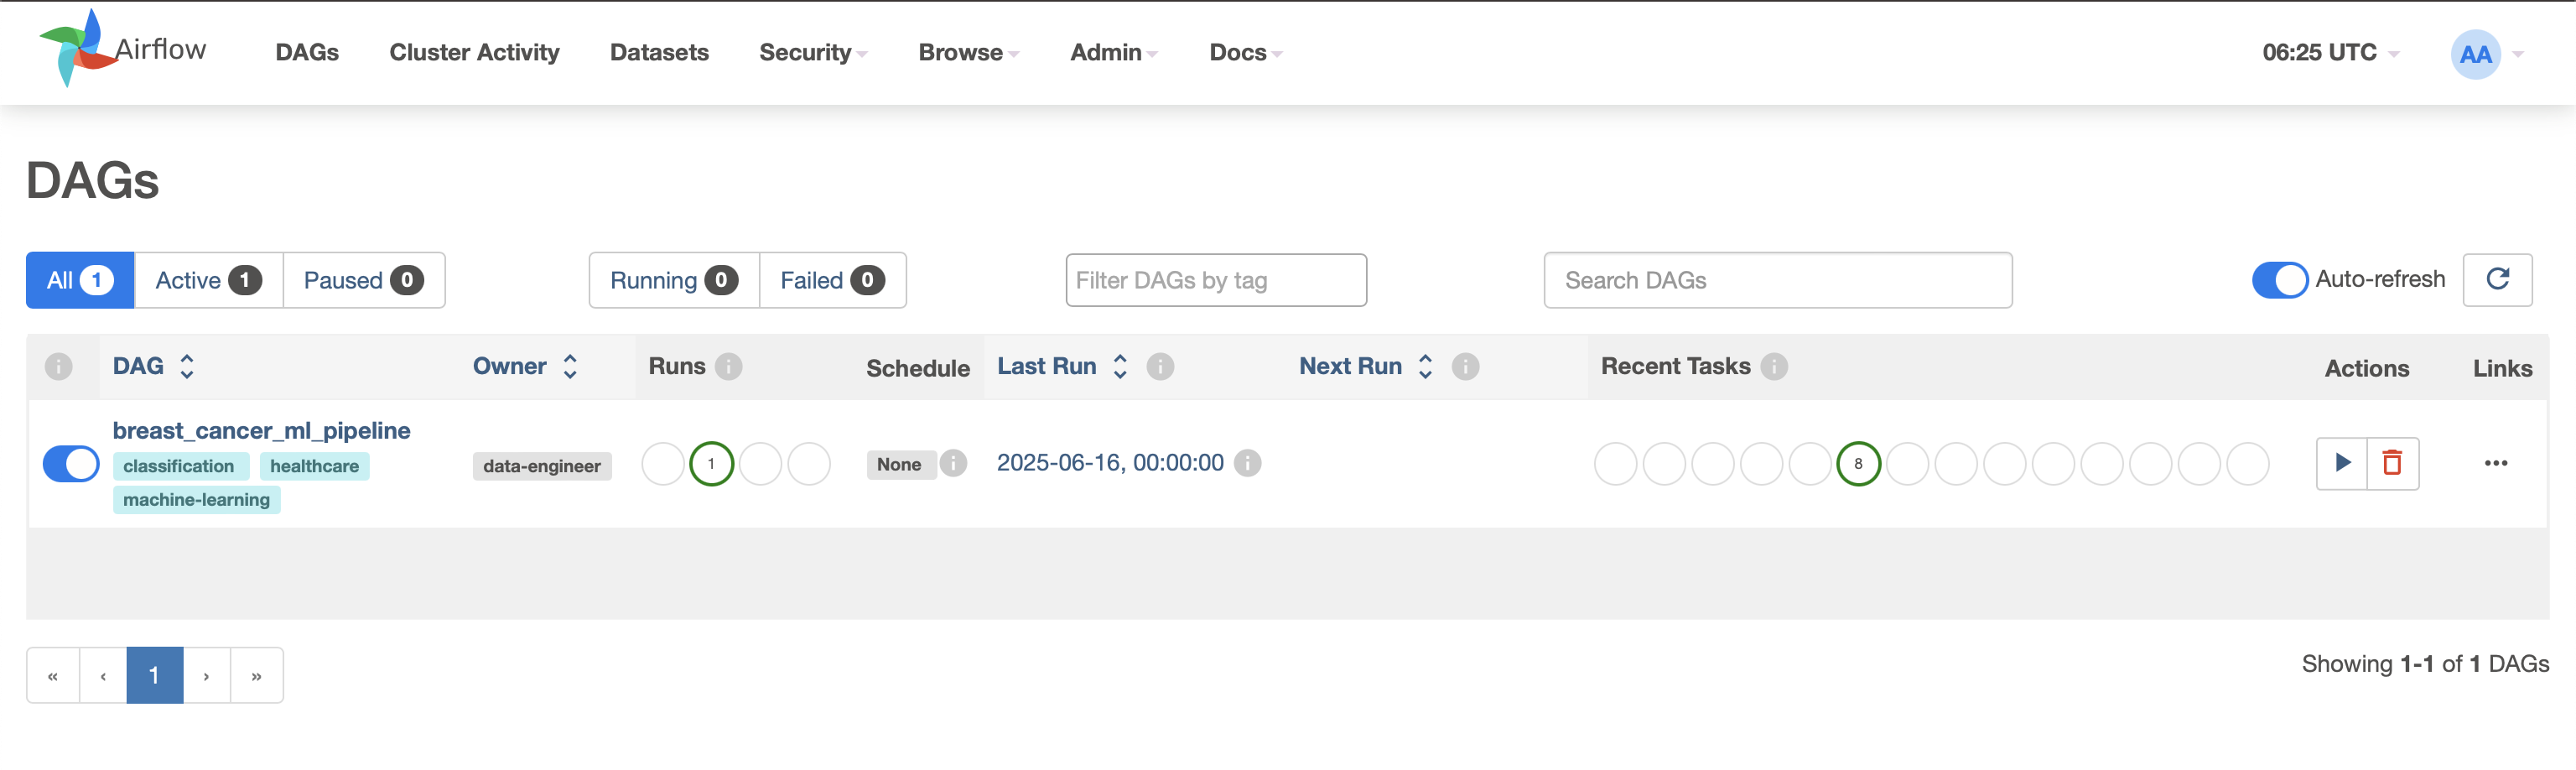 Airflow DAGs Cluster Activity Datasets Security Browse Admin Docs 06:25 UTC AA
DAGs
All 1 Active 1 Paused 0 Running 0 Failed 0 Filter DAGs by tag Search DAGs Auto-refresh
DAG Owner Runs Schedule Last Run Next Run Recent Tasks Actions Links
breast_cancer_ml_pipeline
classification healthcare
machine-learning
data-engineer 1 None 2025-06-16, 00:00:00 8
« ‹ 1 › »
Showing 1-1 of 1 DAGs